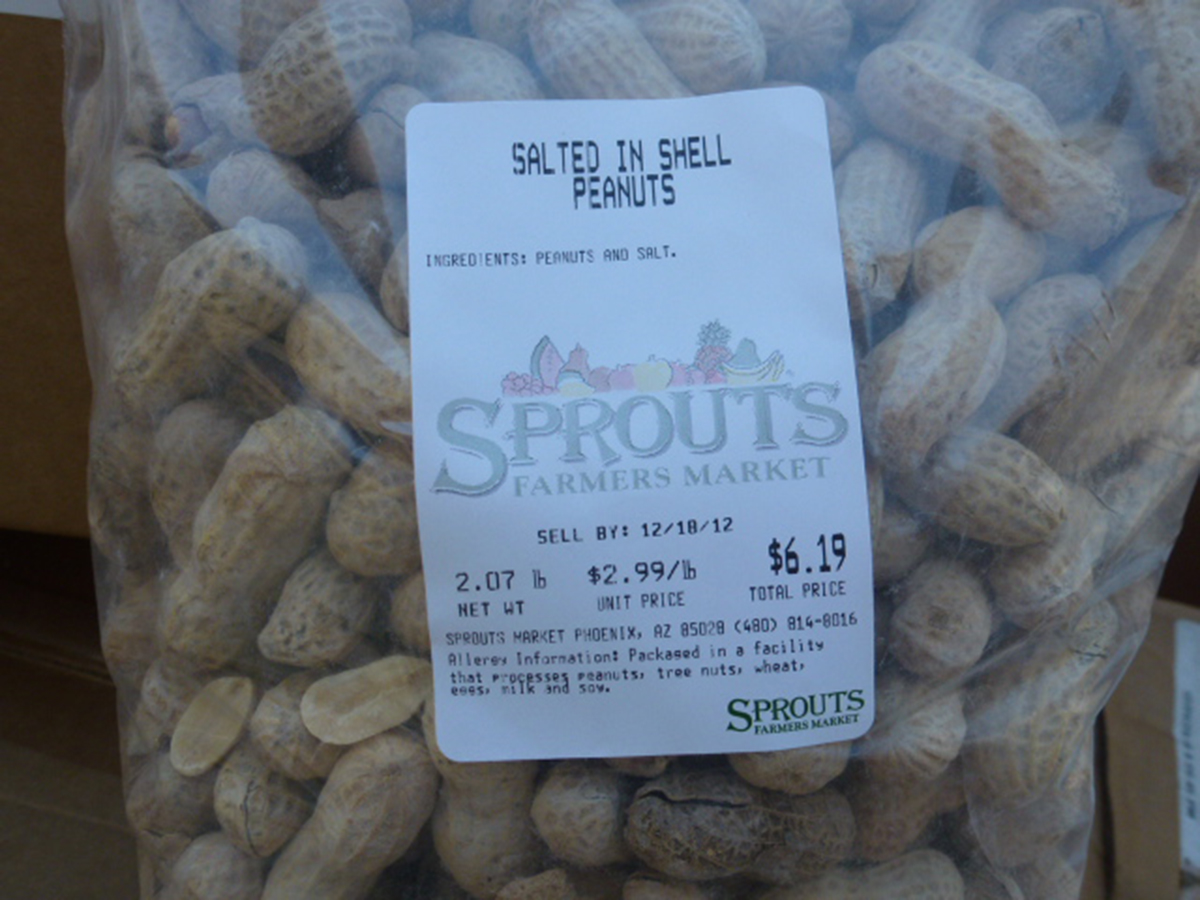 SALTED IN SHELL
PEANUTS
INGREDIENTS: PEANUTS AND SALT.
SPROUTS
FARMERS MARKET
SELL BY: 12/18/12
2.07 lb $2.99/lb $6.19
NET WT UNIT PRICE TOTAL PRICE
SPROUTS MARKET PHOENIX, AZ 85028 (480) 814-8016
Allergy Information: Packaged in a facility
that processes peanuts, tree nuts, wheat,
eggs, milk and soy.
SPROUTS
FARMERS MARKET